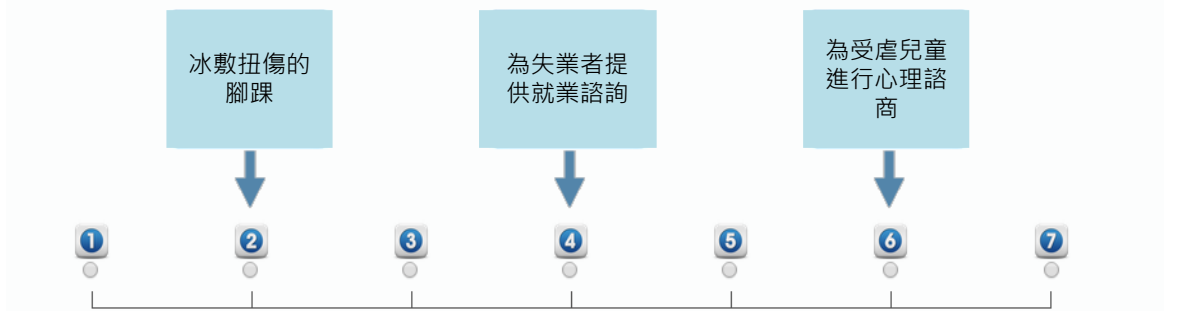 冰敷扭傷的
腳踝
為失業者提
供就業諮詢
為受虐兒童
進行心理諮
商
1 2 3 4 5 6 7